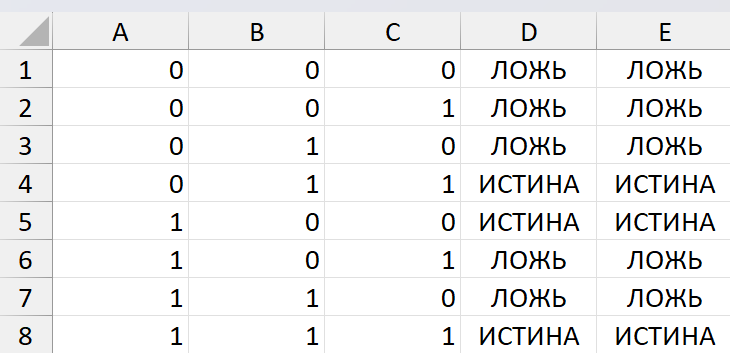 A B C D E
1 0 0 0 ЛОЖЬ ЛОЖЬ
2 0 0 1 ЛОЖЬ ЛОЖЬ
3 0 1 0 ЛОЖЬ ЛОЖЬ
4 0 1 1 ИСТИНА ИСТИНА
5 1 0 0 ИСТИНА ИСТИНА
6 1 0 1 ЛОЖЬ ЛОЖЬ
7 1 1 0 ЛОЖЬ ЛОЖЬ
8 1 1 1 ИСТИНА ИСТИНА